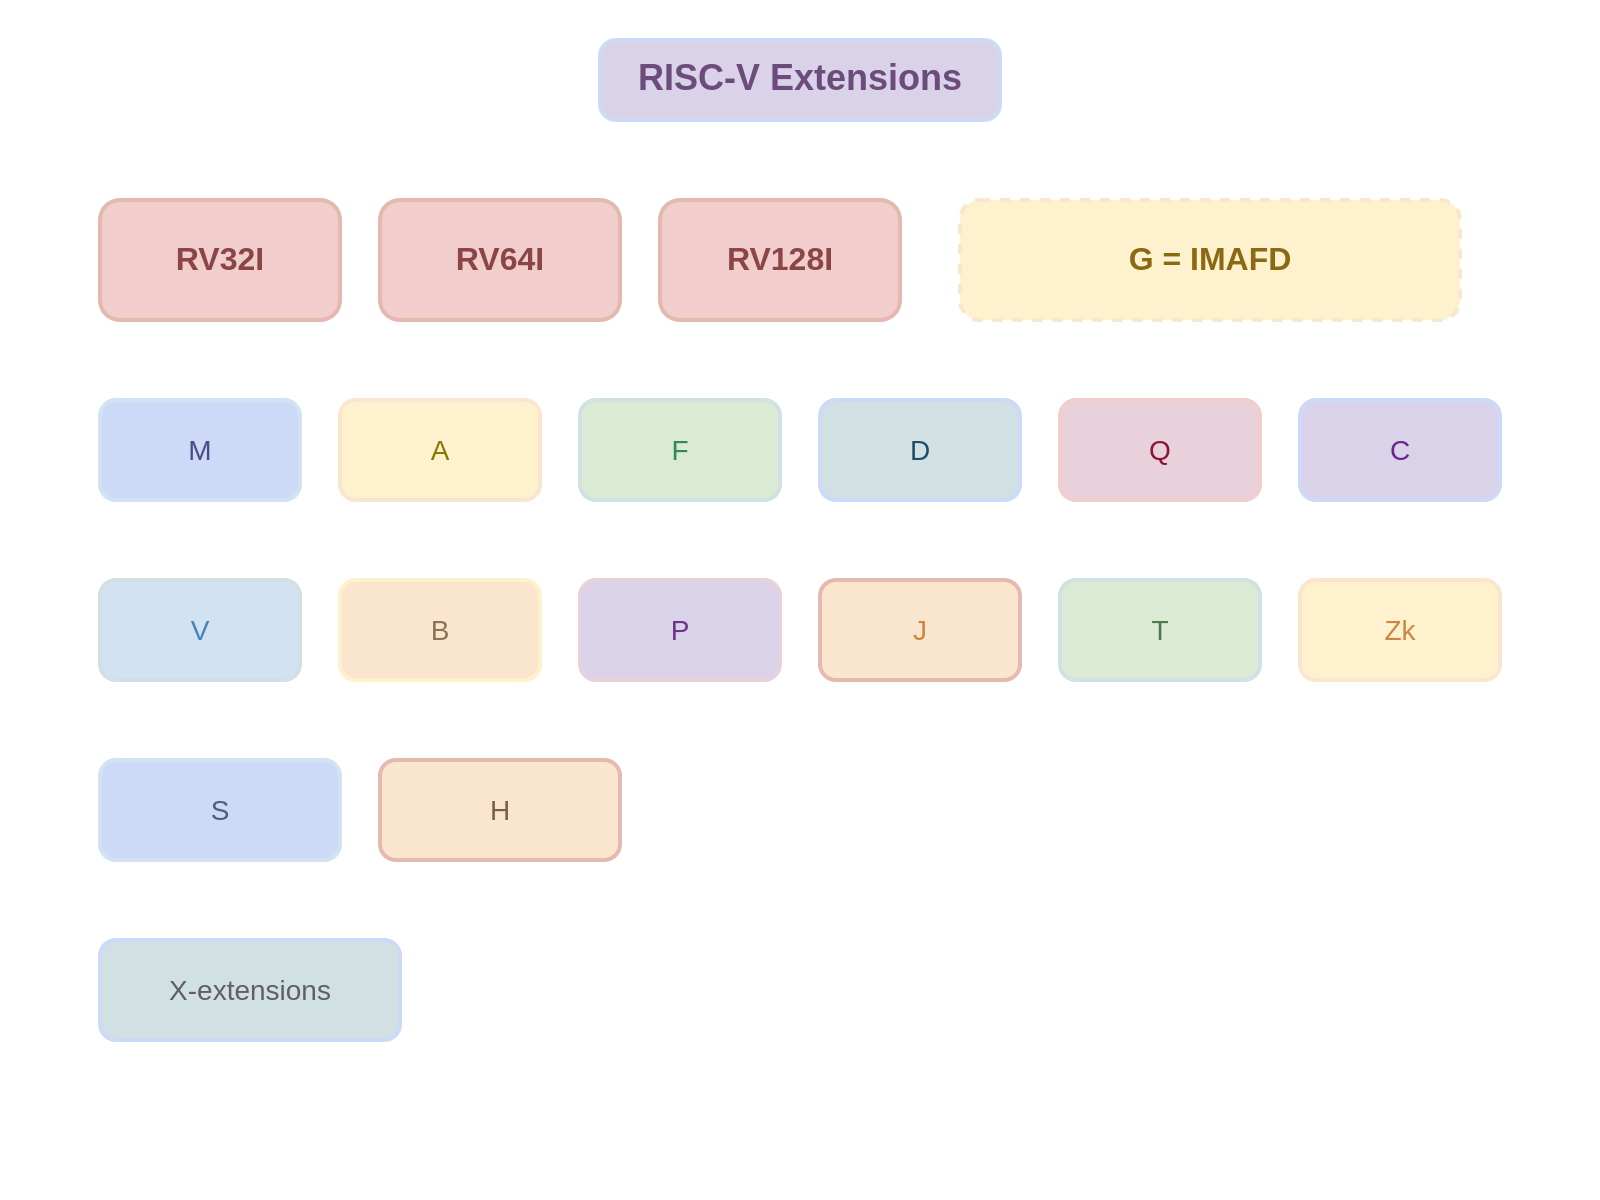 RISC-V Extensions
RV32I
RV64I
RV128I
G = IMAFD
M
A
F
D
Q
C
V
B
P
J
T
Zk
S
H
X-extensions